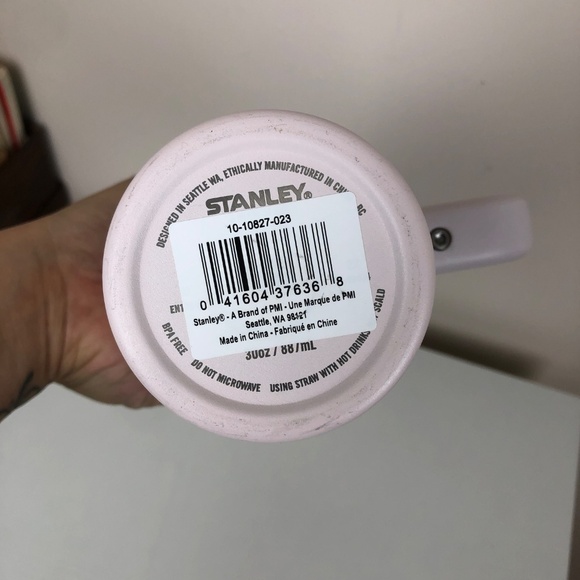 DESIGNED IN SEATTLE WA, ETHICALLY MANUFACTURED IN
STANLEY®
10-10827-023
0 41604 37636 8
Stanley® - A Brand of PMI - Une Marque de PMI
Seattle, WA 98121
Made in China - Fabriqué en Chine
30oz / 887mL
BPA FREE DO NOT MICROWAVE USING STRAW WITH HOT DRINKS SCALD